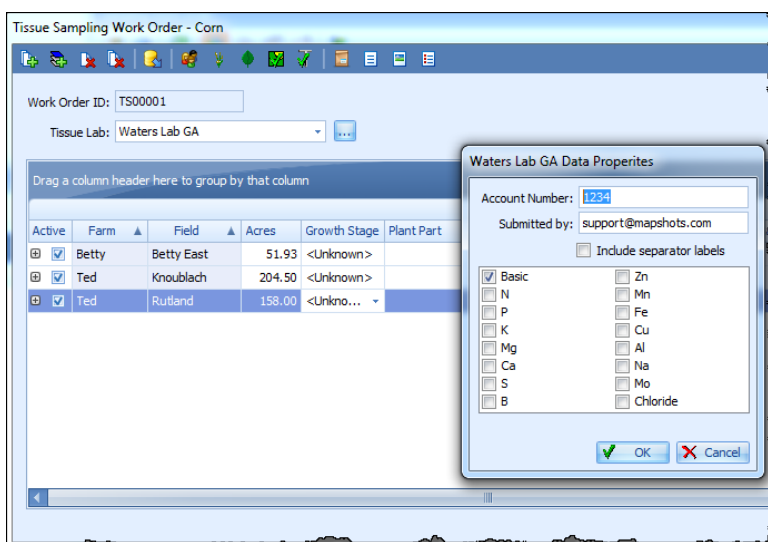 Tissue Sampling Work Order - Corn
Work Order ID: TS00001
Tissue Lab: Waters Lab GA ...
Drag a column header here to group by that column
Active Farm Field Acres Growth Stage Plant Part
Betty Betty East 51.93 <Unknown>
Ted Knoublach 204.50 <Unknown>
Ted Rutland 158.00 <Unkno...
Waters Lab GA Data Properites
Account Number: 1234
Submitted by: support@mapshots.com
Include separator labels
Basic Zn
N Mn
P Fe
K Cu
Mg Al
Ca Na
S Mo
B Chloride
OK Cancel